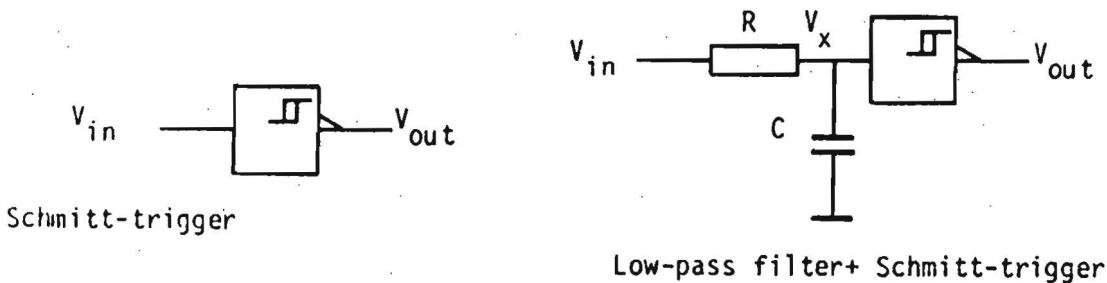 V_in
V_out
Schmitt-trigger
R
V_x
V_in
V_out
C
Low-pass filter+ Schmitt-trigger